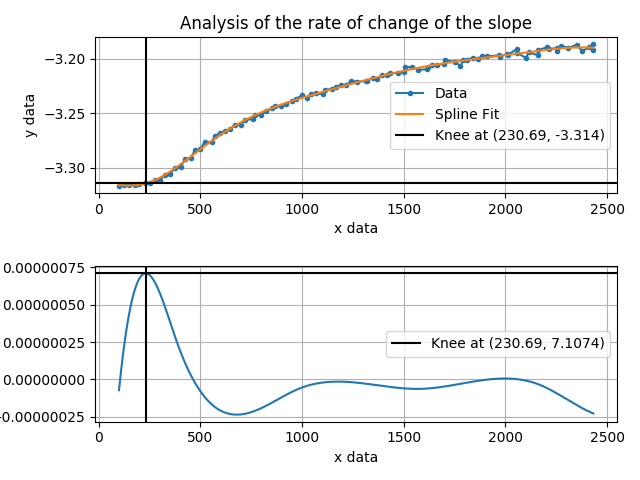 Analysis of the rate of change of the slope
−3.20
−3.25
−3.30
y data
Data
Spline Fit
Knee at (230.69, -3.314)
0 500 1000 1500 2000 2500
x data
0.00000075
0.00000050
0.00000025
0.00000000
0.00000025
Knee at (230.69, 7.1074)
0 500 1000 1500 2000 2500
x data